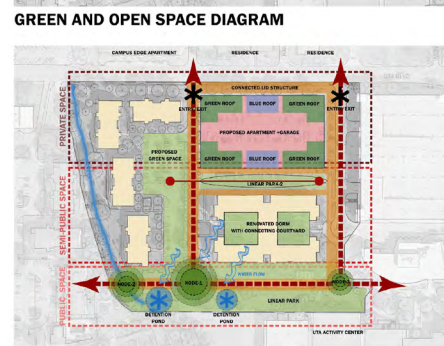 GREEN AND OPEN SPACE DIAGRAM
CAMPUS EDGE APARTMENT
RESIDENCE
RESIDENCE
CONNECTED LID STRUCTURE
ENTRY/EXIT
ENTRY/EXIT
GREEN ROOF
BLUE ROOF
GREEN ROOF
PROPOSED APARTMENT +GARAGE
PROPOSED
GREEN SPACE
GREEN ROOF
BLUE ROOF
GREEN ROOF
LINEAR PARK-2
RENOVATED DORM
WITH CONNECTING COURTYARD
WATER FLOW
NODE-2
NODE-1
LINEAR PARK
DETENTION
POND
DETENTION
POND
UTA ACTIVITY CENTER
PRIVATE SPACE
SEMI-PUBLIC SPACE
PUBLIC SPACE